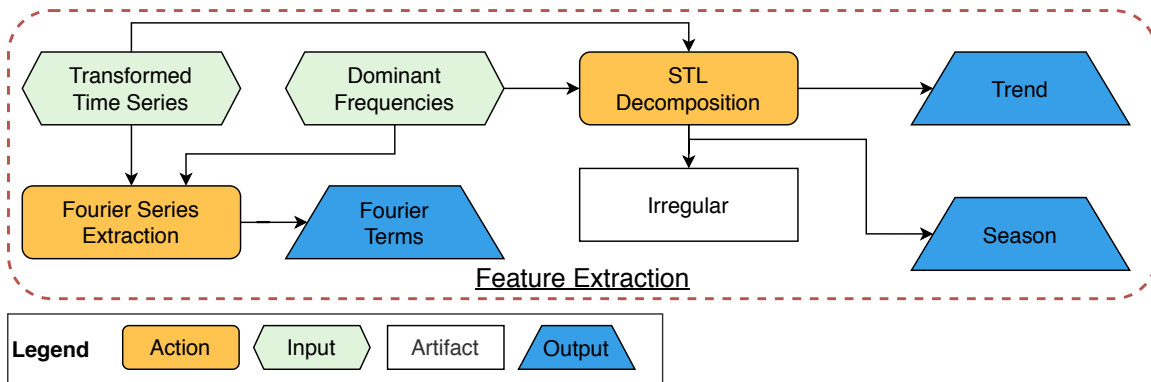 Transformed
Time Series
Dominant
Frequencies
STL
Decomposition
Trend
Fourier Series
Extraction
Fourier
Terms
Irregular
Season
Feature Extraction
Legend
Action
Input
Artifact
Output